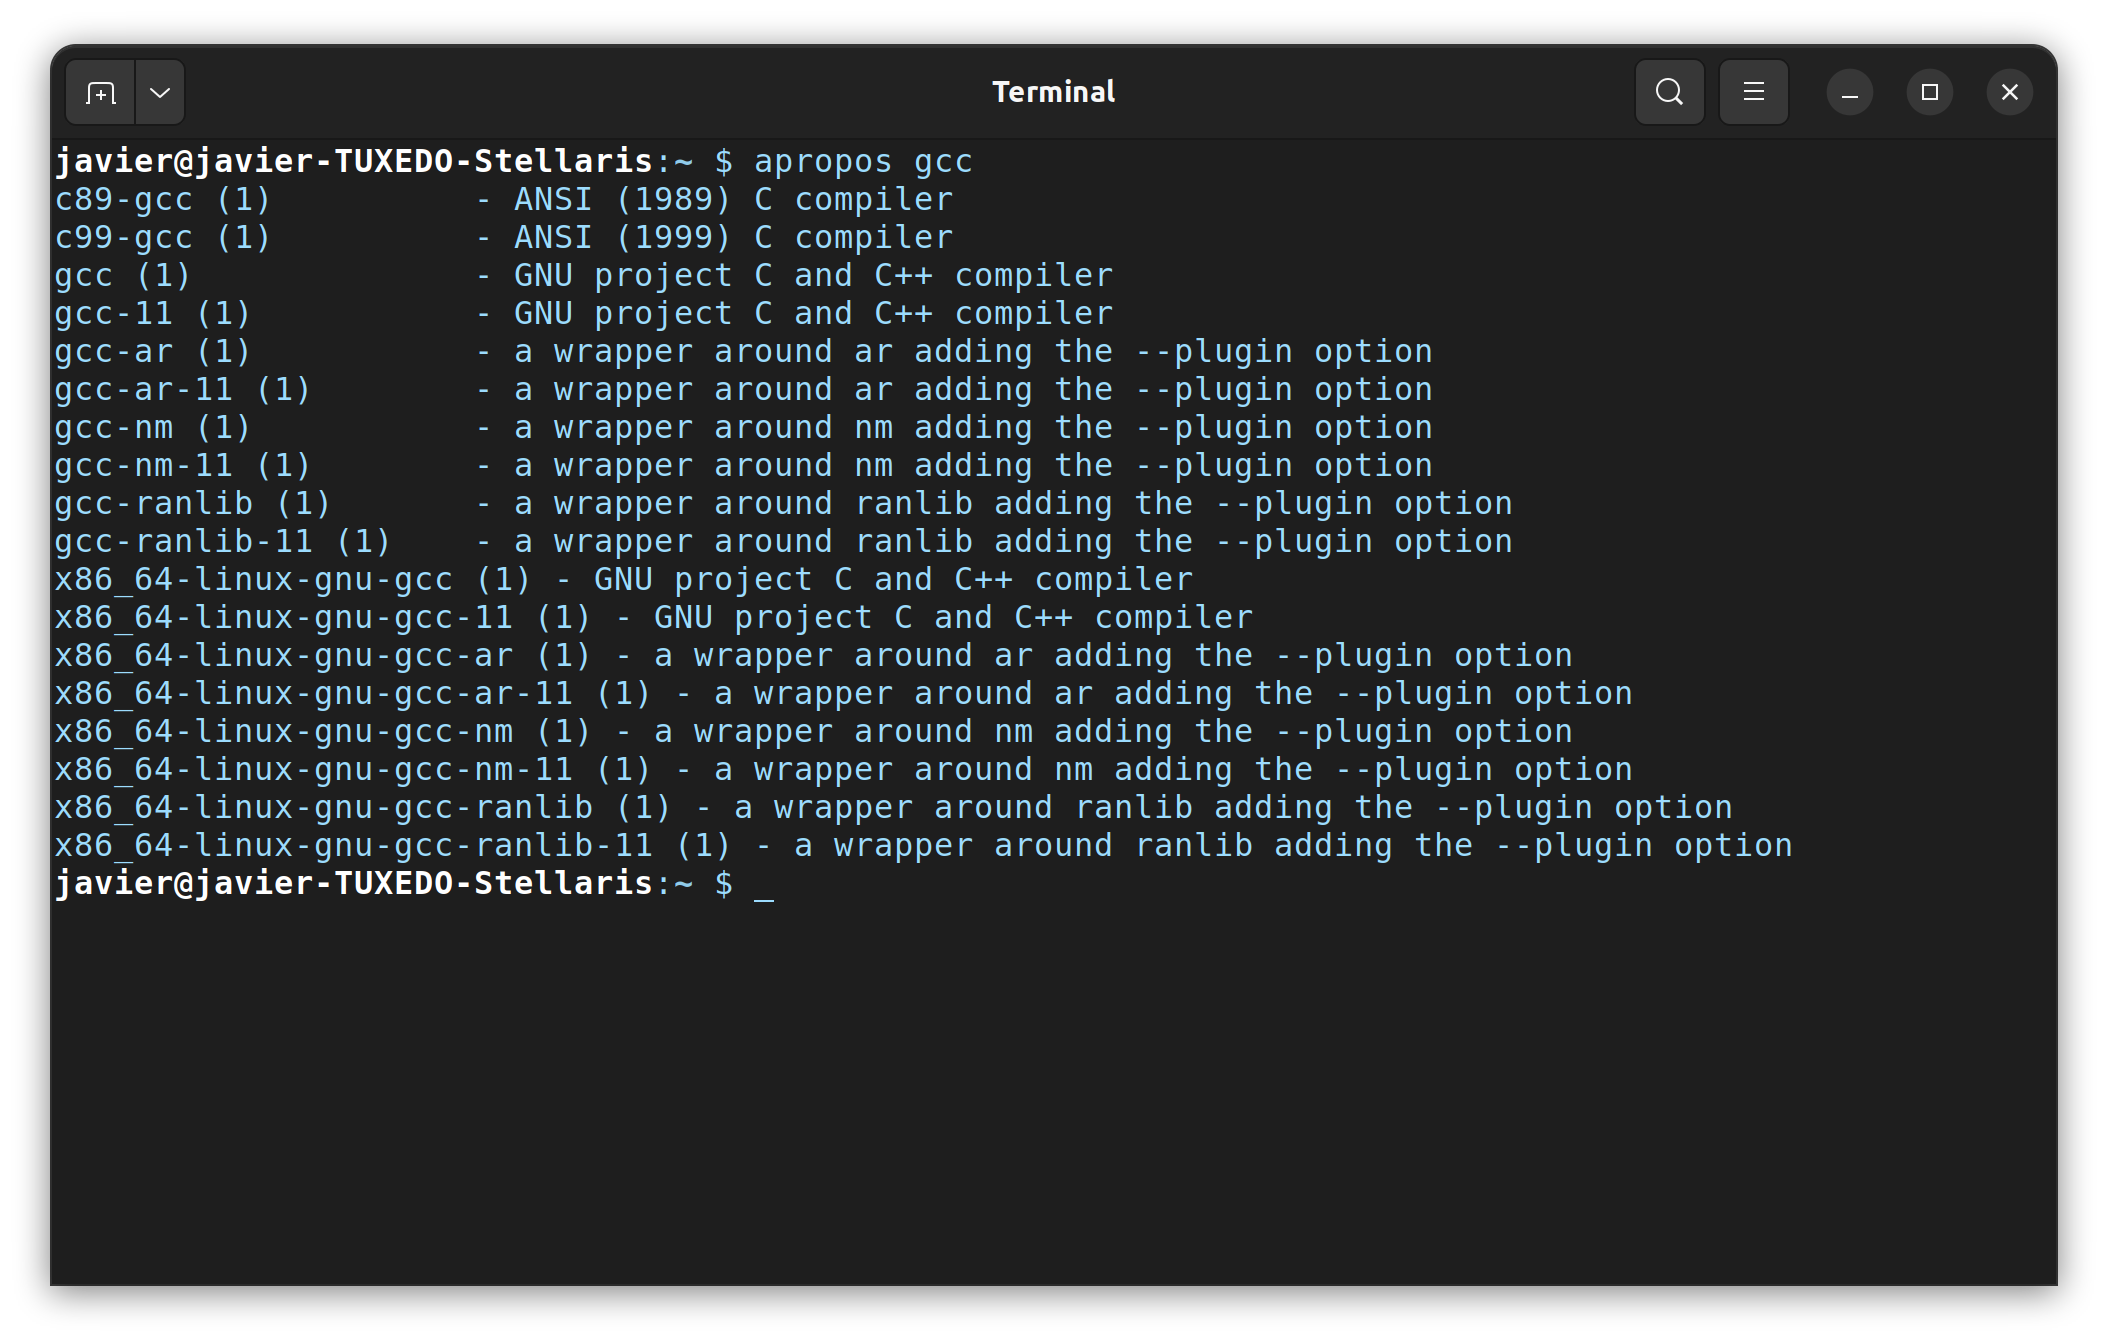 Terminal
javier@javier-TUXEDO-Stellaris:~ $ apropos gcc
c89-gcc (1)          - ANSI (1989) C compiler
c99-gcc (1)          - ANSI (1999) C compiler
gcc (1)              - GNU project C and C++ compiler
gcc-11 (1)           - GNU project C and C++ compiler
gcc-ar (1)           - a wrapper around ar adding the --plugin option
gcc-ar-11 (1)        - a wrapper around ar adding the --plugin option
gcc-nm (1)           - a wrapper around nm adding the --plugin option
gcc-nm-11 (1)        - a wrapper around nm adding the --plugin option
gcc-ranlib (1)       - a wrapper around ranlib adding the --plugin option
gcc-ranlib-11 (1)    - a wrapper around ranlib adding the --plugin option
x86_64-linux-gnu-gcc (1) - GNU project C and C++ compiler
x86_64-linux-gnu-gcc-11 (1) - GNU project C and C++ compiler
x86_64-linux-gnu-gcc-ar (1) - a wrapper around ar adding the --plugin option
x86_64-linux-gnu-gcc-ar-11 (1) - a wrapper around ar adding the --plugin option
x86_64-linux-gnu-gcc-nm (1) - a wrapper around nm adding the --plugin option
x86_64-linux-gnu-gcc-nm-11 (1) - a wrapper around nm adding the --plugin option
x86_64-linux-gnu-gcc-ranlib (1) - a wrapper around ranlib adding the --plugin option
x86_64-linux-gnu-gcc-ranlib-11 (1) - a wrapper around ranlib adding the --plugin option
javier@javier-TUXEDO-Stellaris:~ $ _